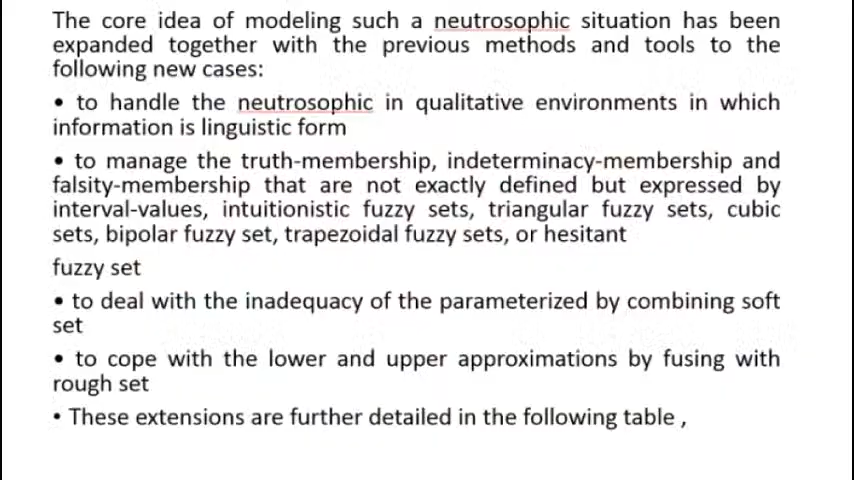 The core idea of modeling such a neutrosophic situation has been
expanded together with the previous methods and tools to the
following new cases:
• to handle the neutrosophic in qualitative environments in which
information is linguistic form
• to manage the truth-membership, indeterminacy-membership and
falsity-membership that are not exactly defined but expressed by
interval-values, intuitionistic fuzzy sets, triangular fuzzy sets, cubic
sets, bipolar fuzzy set, trapezoidal fuzzy sets, or hesitant
fuzzy set
• to deal with the inadequacy of the parameterized by combining soft
set
• to cope with the lower and upper approximations by fusing with
rough set
• These extensions are further detailed in the following table ,